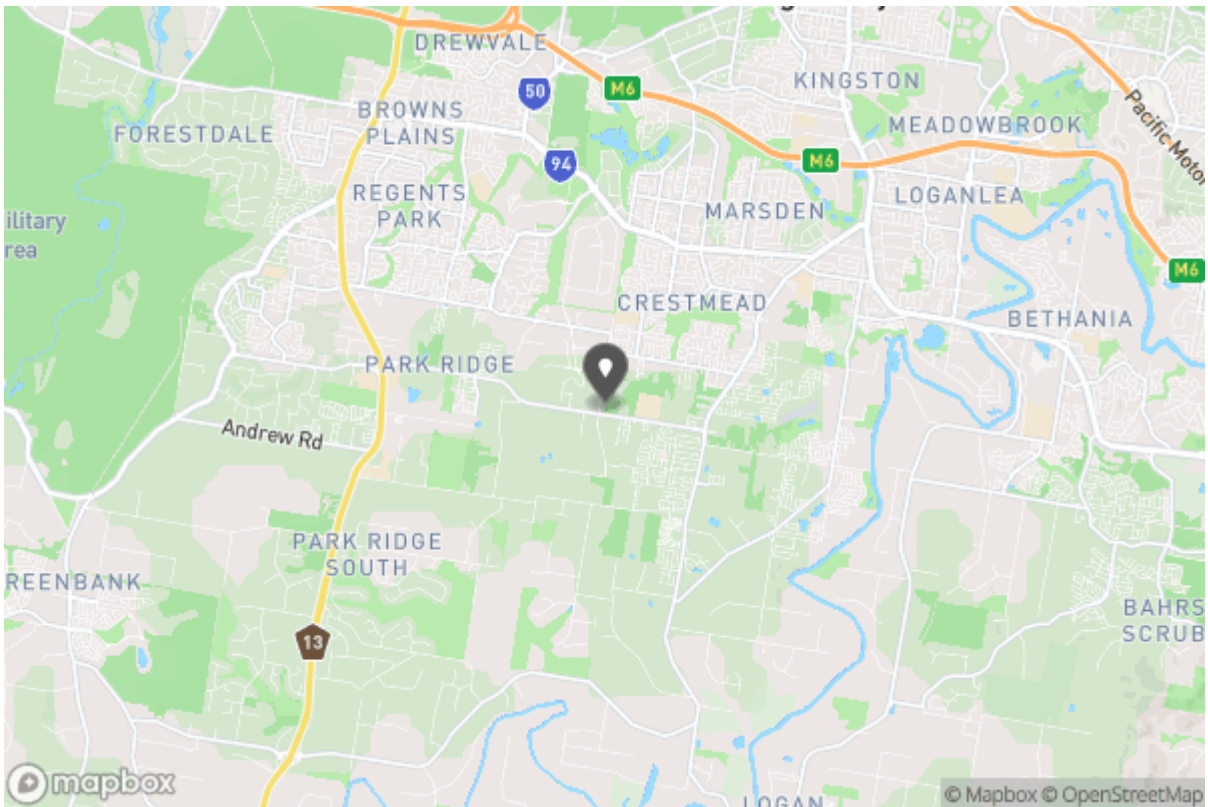 DREWVALE
50
M6
KINGSTON
BROWNS
PLAINS
FORESTDALE
MEADOWBROOK
Pacific Motor
94
M6
REGENTS
PARK
MARSDEN
LOGANLEA
ilitary
rea
M6
CRESTMEAD
BETHANIA
PARK RIDGE
Andrew Rd
PARK RIDGE
SOUTH
REENBANK
BAHRS
SCRUB
13
mapbox
LOGAN
© Mapbox © OpenStreetMap